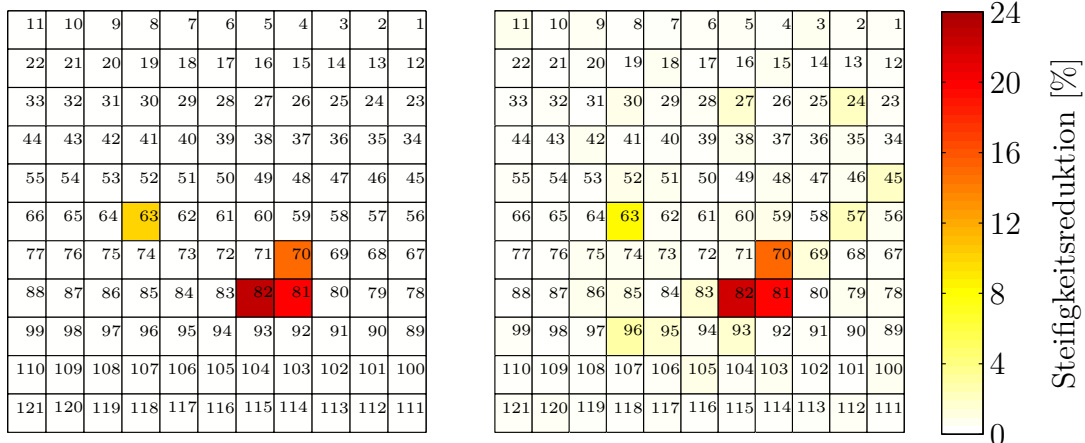 11 10 9 8 7 6 5 4 3 2 1
22 21 20 19 18 17 16 15 14 13 12
33 32 31 30 29 28 27 26 25 24 23
44 43 42 41 40 39 38 37 36 35 34
55 54 53 52 51 50 49 48 47 46 45
66 65 64 63 62 61 60 59 58 57 56
77 76 75 74 73 72 71 70 69 68 67
88 87 86 85 84 83 82 81 80 79 78
99 98 97 96 95 94 93 92 91 90 89
110 109 108 107 106 105 104 103 102 101 100
121 120 119 118 117 116 115 114 113 112 111
11 10 9 8 7 6 5 4 3 2 1
22 21 20 19 18 17 16 15 14 13 12
33 32 31 30 29 28 27 26 25 24 23
44 43 42 41 40 39 38 37 36 35 34
55 54 53 52 51 50 49 48 47 46 45
66 65 64 63 62 61 60 59 58 57 56
77 76 75 74 73 72 71 70 69 68 67
88 87 86 85 84 83 82 81 80 79 78
99 98 97 96 95 94 93 92 91 90 89
110 109 108 107 106 105 104 103 102 101 100
121 120 119 118 117 116 115 114 113 112 111
24
20
16
12
8
4
0
Steifigkeitsreduktion [%]